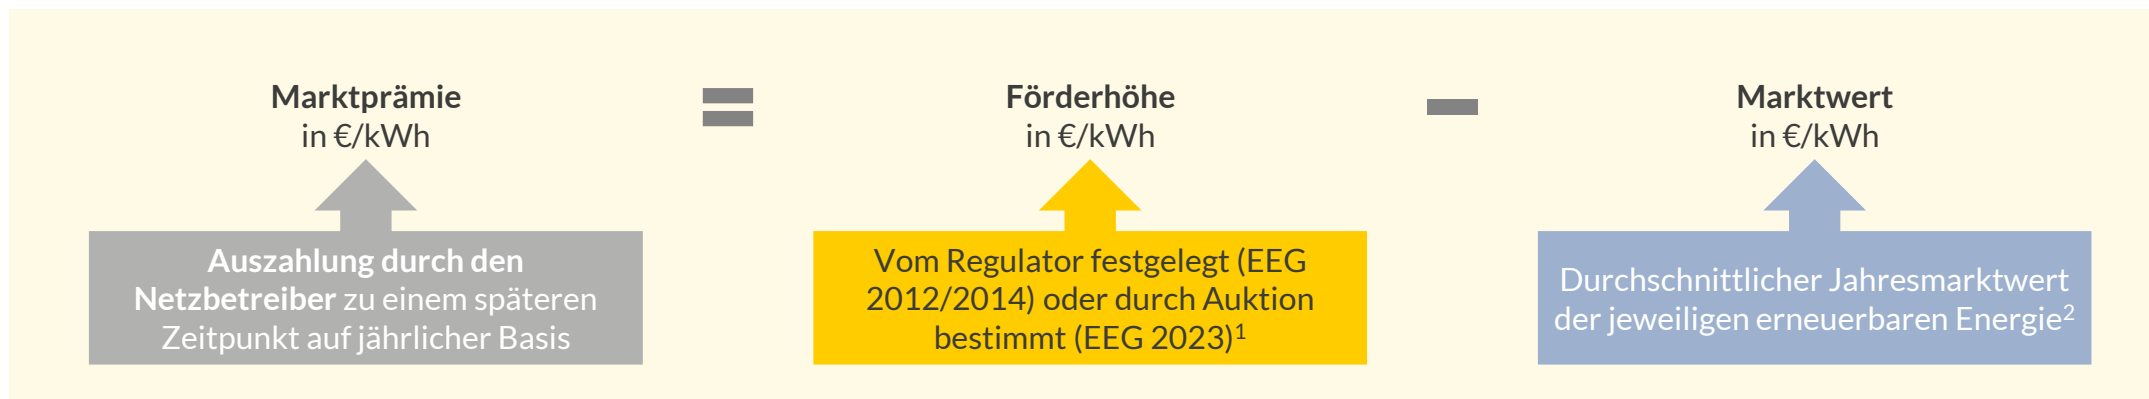 Marktprämie
in €/kWh
Förderhöhe
in €/kWh
Marktwert
in €/kWh
Auszahlung durch den
Netzbetreiber zu einem späteren
Zeitpunkt auf jährlicher Basis
Vom Regulator festgelegt (EEG
2012/2014) oder durch Auktion
bestimmt (EEG 2023)¹
Durchschnittlicher Jahresmarktwert
der jeweiligen erneuerbaren Energie²